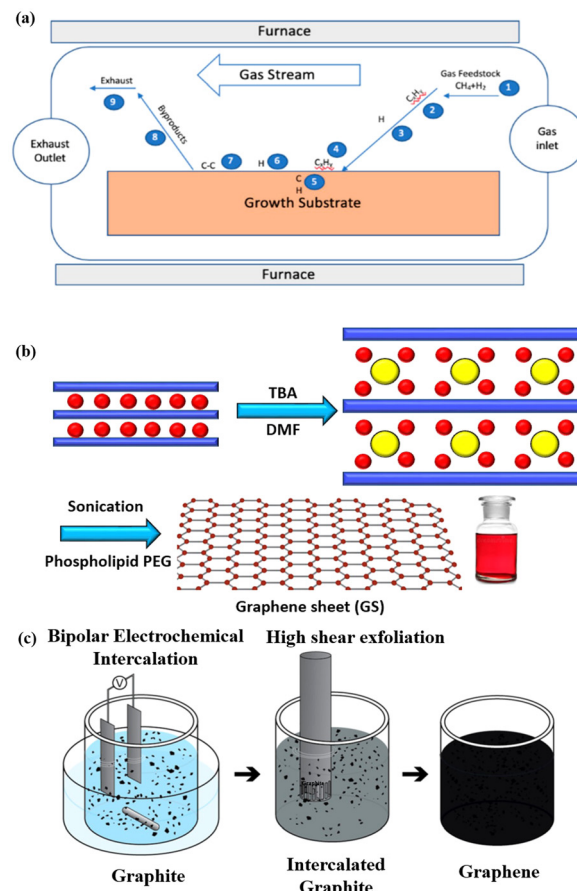 (a)
Furnace
Gas Stream
Exhaust
9
Gas Feedstock
CH₄+H₂
1
CₓHᵧ
2
H
3
8
Byproducts
4
Exhaust
Outlet
Gas
inlet
C-C
7
H
6
CₓHᵧ
C
H
5
Growth Substrate
Furnace
(b)
TBA
DMF
Sonication
Phospholipid PEG
Graphene sheet (GS)
(c)
Bipolar Electrochemical
Intercalation
High shear exfoliation
V
Graphite
Intercalated
Graphite
Graphene